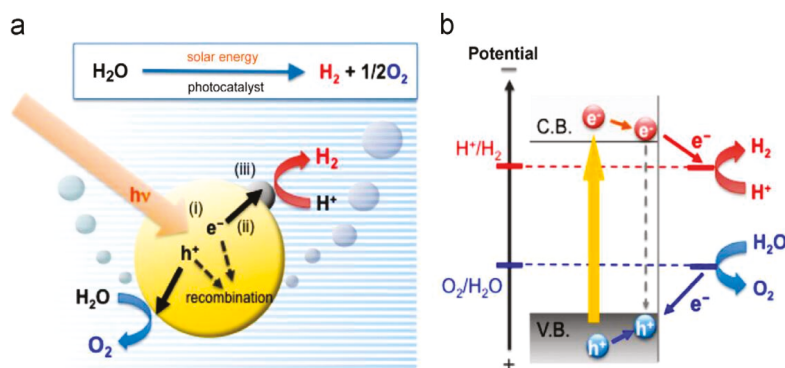 a
solar energy
H₂O
H₂ + 1/2O₂
photocatalyst
hν
(i)
(iii)
H₂
H⁺
e⁻
(ii)
h⁺
recombination
H₂O
O₂
b
Potential
−
C.B.
e⁻
e⁻
e⁻
H⁺/H₂
H₂
H⁺
O₂/H₂O
H₂O
O₂
e⁻
V.B.
h⁺
h⁺
+